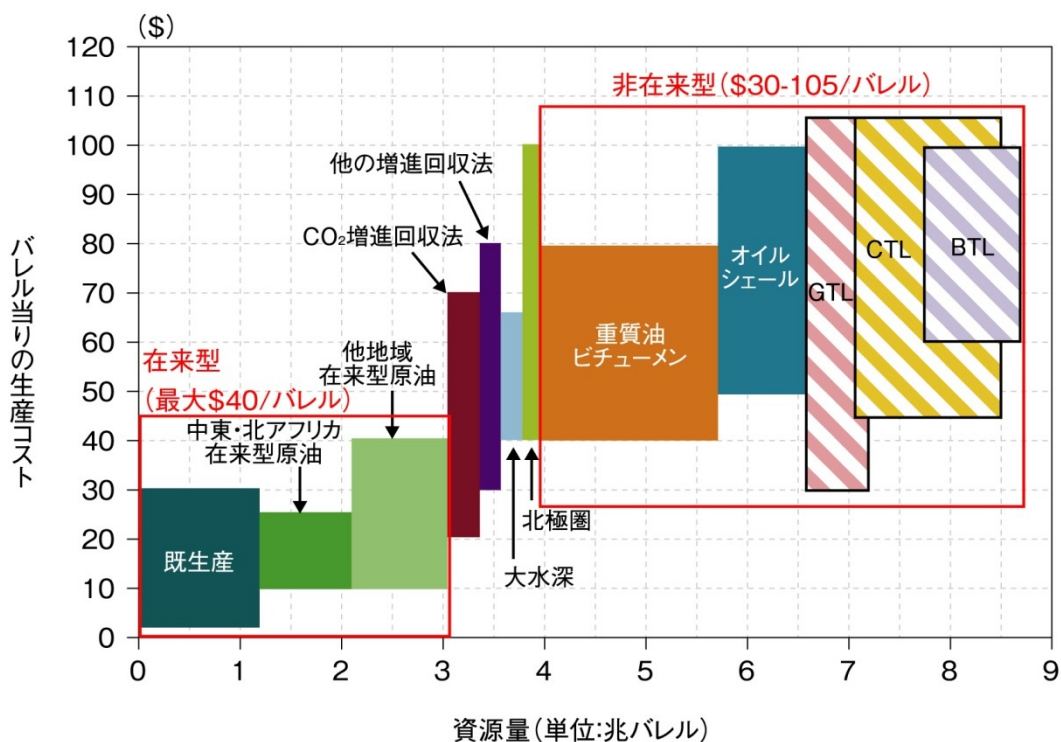 ($)
120
110
100
90
80
70
60
50
40
30
20
10
0
バレル当りの生産コスト
非在来型($30-105/バレル)
他の増進回収法
CO₂増進回収法
在来型
(最大$40/バレル)
他地域
在来型原油
中東・北アフリカ
在来型原油
既生産
北極圏
大水深
重質油
ビチューメン
オイル
シェール
GTL
CTL
BTL
0 1 2 3 4 5 6 7 8 9
資源量(単位:兆バレル)